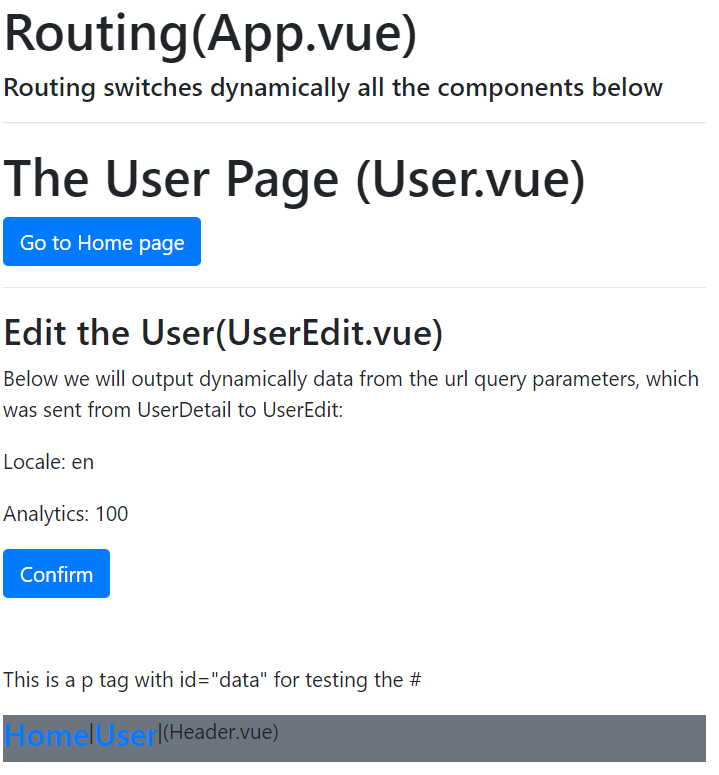 Routing(App.vue)
Routing switches dynamically all the components below
The User Page (User.vue)
Go to Home page
Edit the User(UserEdit.vue)
Below we will output dynamically data from the url query parameters, which
was sent from UserDetail to UserEdit:
Locale: en
Analytics: 100
Confirm
This is a p tag with id="data" for testing the #
Home|User|(Header.vue)